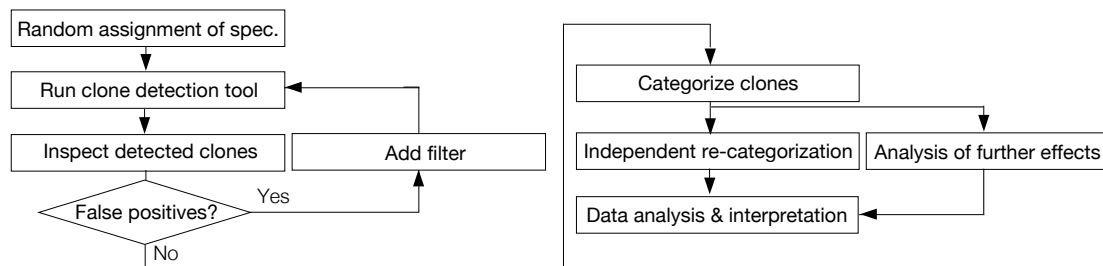 Random assignment of spec.
Run clone detection tool
Inspect detected clones
Add filter
False positives?
Yes
No
Categorize clones
Independent re-categorization
Analysis of further effects
Data analysis & interpretation